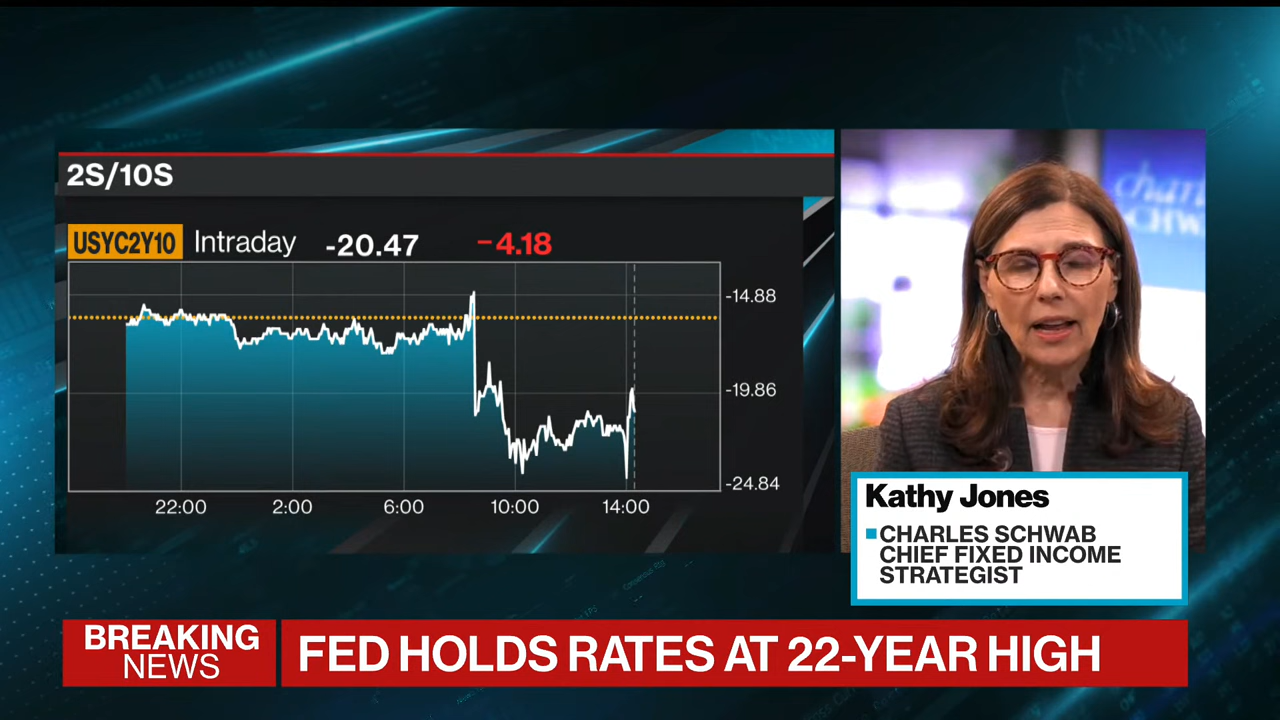 2S/10S
USYC2Y10 Intraday -20.47 -4.18
-14.88
-19.86
-24.84
22:00 2:00 6:00 10:00 14:00
Kathy Jones
CHARLES SCHWAB
CHIEF FIXED INCOME
STRATEGIST
BREAKING
NEWS
FED HOLDS RATES AT 22-YEAR HIGH